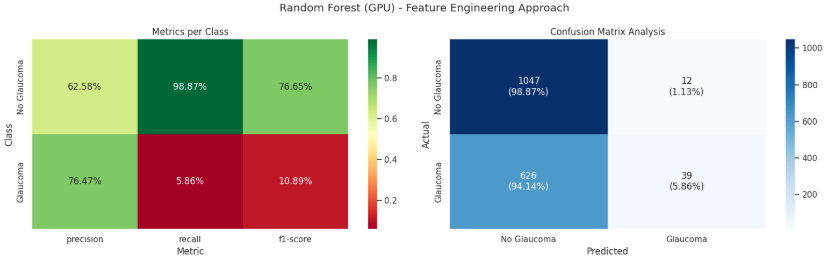 Random Forest (GPU) - Feature Engineering Approach
Metrics per Class
Class
No Glaucoma
Glaucoma
62.58%
98.87%
76.65%
76.47%
5.86%
10.89%
precision
recall
f1-score
Metric
0.8
0.6
0.4
0.2
Confusion Matrix Analysis
Actual
No Glaucoma
Glaucoma
1047
(98.87%)
12
(1.13%)
626
(94.14%)
39
(5.86%)
No Glaucoma
Glaucoma
Predicted
1000
800
600
400
200